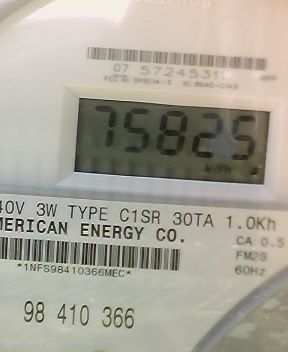 07 5724531
75825
kWh
40V 3W TYPE C1SR 30TA 1.0Kh
MERICAN ENERGY CO.
CA 0.5
*1NFS98410366MEC*
FM2S
60Hz
98 410 366